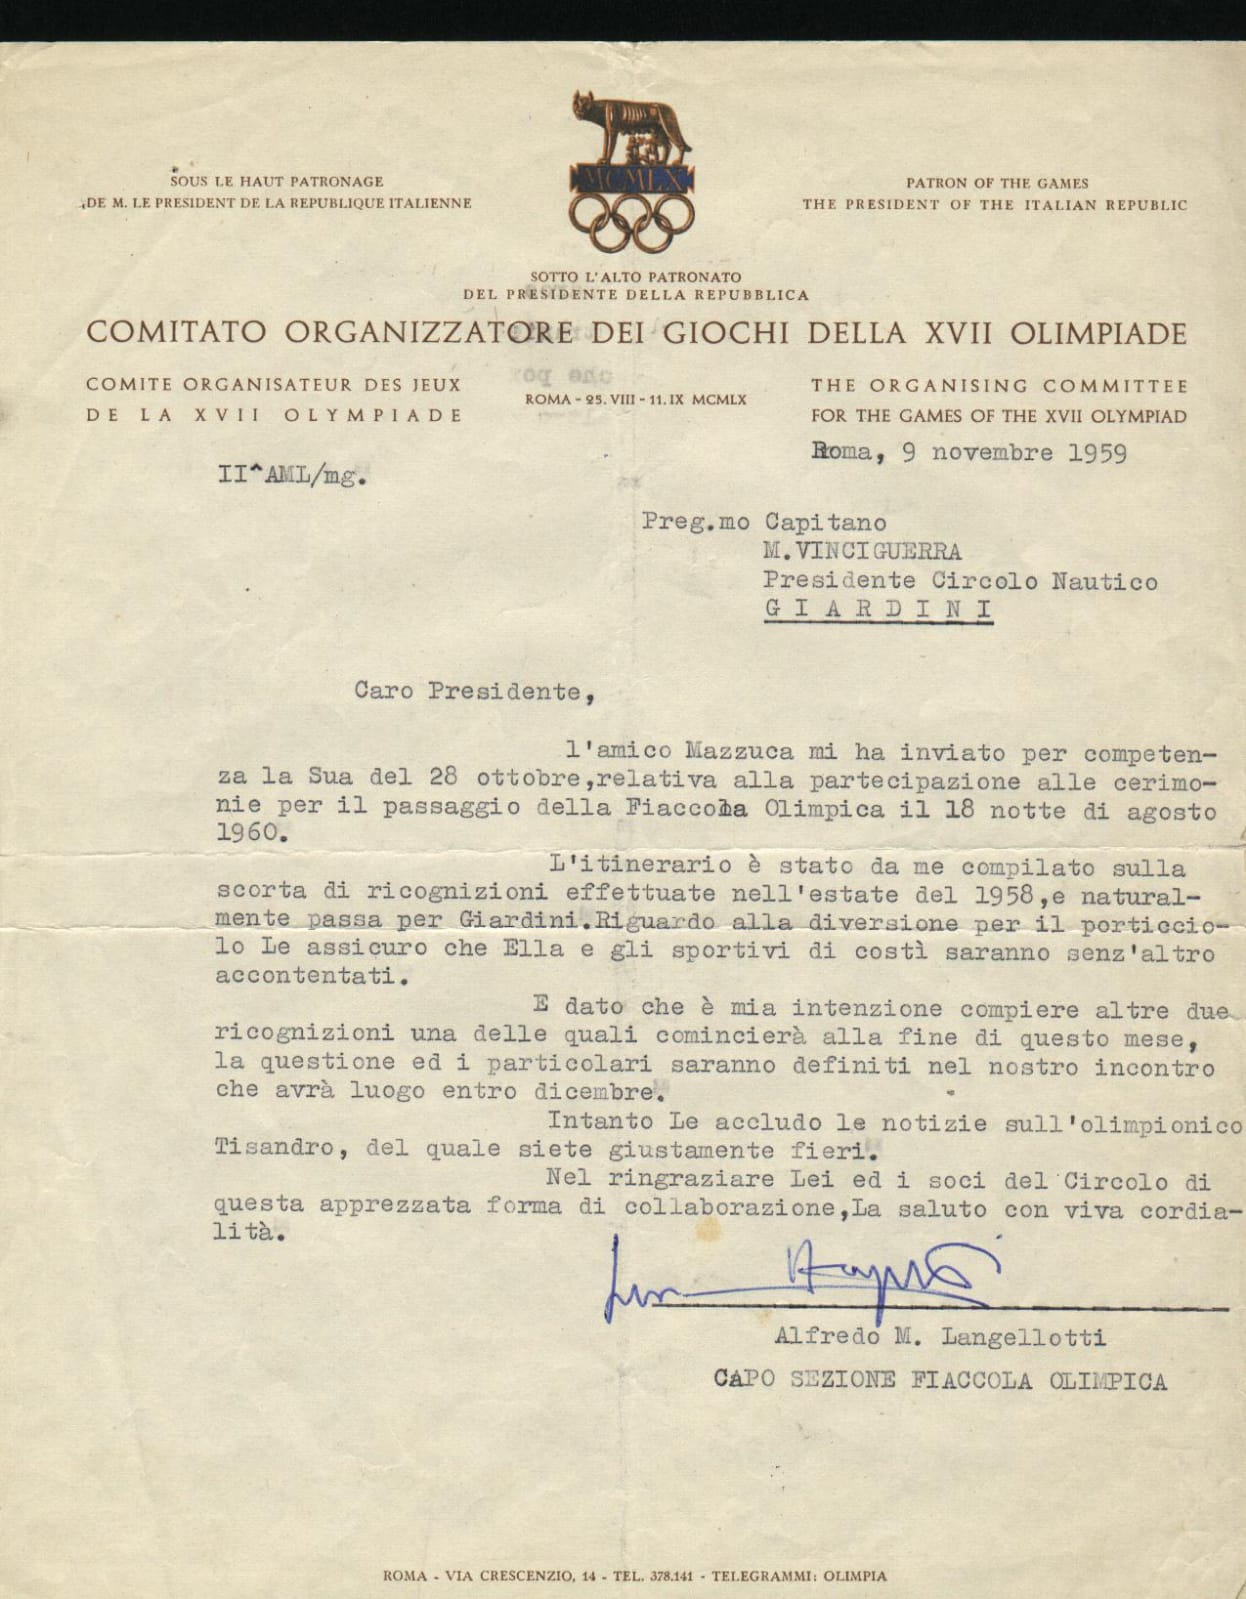 MCMLX
SOUS LE HAUT PATRONAGE
DE M. LE PRESIDENT DE LA REPUBLIQUE ITALIENNE
PATRON OF THE GAMES
THE PRESIDENT OF THE ITALIAN REPUBLIC
SOTTO L'ALTO PATRONATO
DEL PRESIDENTE DELLA REPUBBLICA
COMITATO ORGANIZZATORE DEI GIOCHI DELLA XVII OLIMPIADE
COMITE ORGANISATEUR DES JEUX
DE LA XVII OLYMPIADE
ROMA - 25. VIII - 11. IX MCMLX
THE ORGANISING COMMITTEE
FOR THE GAMES OF THE XVII OLYMPIAD
Roma, 9 novembre 1959
II^AML/mg.
Preg.mo Capitano
M.VINCIGUERRA
Presidente Circolo Nautico
G I A R D I N I
Caro Presidente,
l'amico Mazzuca mi ha inviato per competen-
za la Sua del 28 ottobre,relativa alla partecipazione alle cerimo-
nie per il passaggio della Fiaccola Olimpica il 18 notte di agosto
1960.
L'itinerario è stato da me compilato sulla
scorta di ricognizioni effettuate nell'estate del 1958,e natural-
mente passa per Giardini.Riguardo alla diversione per il porticcio-
lo Le assicuro che Ella e gli sportivi di costì saranno senz'altro
accontentati.
E dato che è mia intenzione compiere altre due
ricognizioni una delle quali comincierà alla fine di questo mese,
la questione ed i particolari saranno definiti nel nostro incontro
che avrà luogo entro dicembre.
Intanto Le accludo le notizie sull'olimpionico
Tisandro, del quale siete giustamente fieri.
Nel ringraziare Lei ed i soci del Circolo di
questa apprezzata forma di collaborazione,La saluto con viva cordia-
lità.
Alfredo M. Langellotti
CAPO SEZIONE FIACCOLA OLIMPICA
ROMA - VIA CRESCENZIO, 14 - TEL. 378.141 - TELEGRAMMI: OLIMPIA